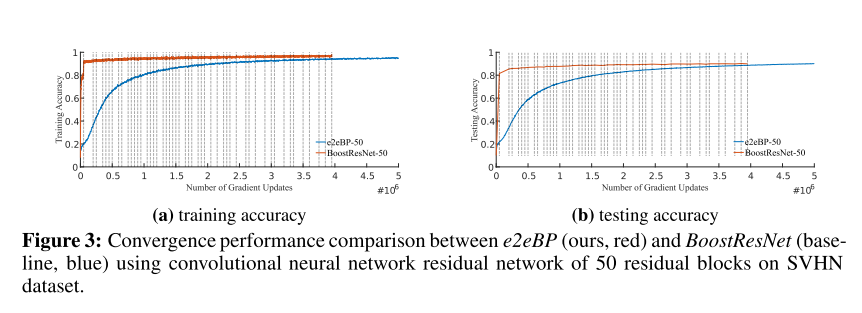 1
0.8
0.6
0.4
0.2
0
Training Accuracy
e2eBP-50
BoostResNet-50
0 0.5 1 1.5 2 2.5 3 3.5 4 4.5 5
Number of Gradient Updates
#10^6
(a) training accuracy
1
0.8
0.6
0.4
0.2
0
Testing Accuracy
e2eBP-50
BoostResNet-50
0 0.5 1 1.5 2 2.5 3 3.5 4 4.5 5
Number of Gradient Updates
#10^6
(b) testing accuracy
Figure 3: Convergence performance comparison between e2eBP (ours, red) and BoostResNet (base-
line, blue) using convolutional neural network residual network of 50 residual blocks on SVHN
dataset.